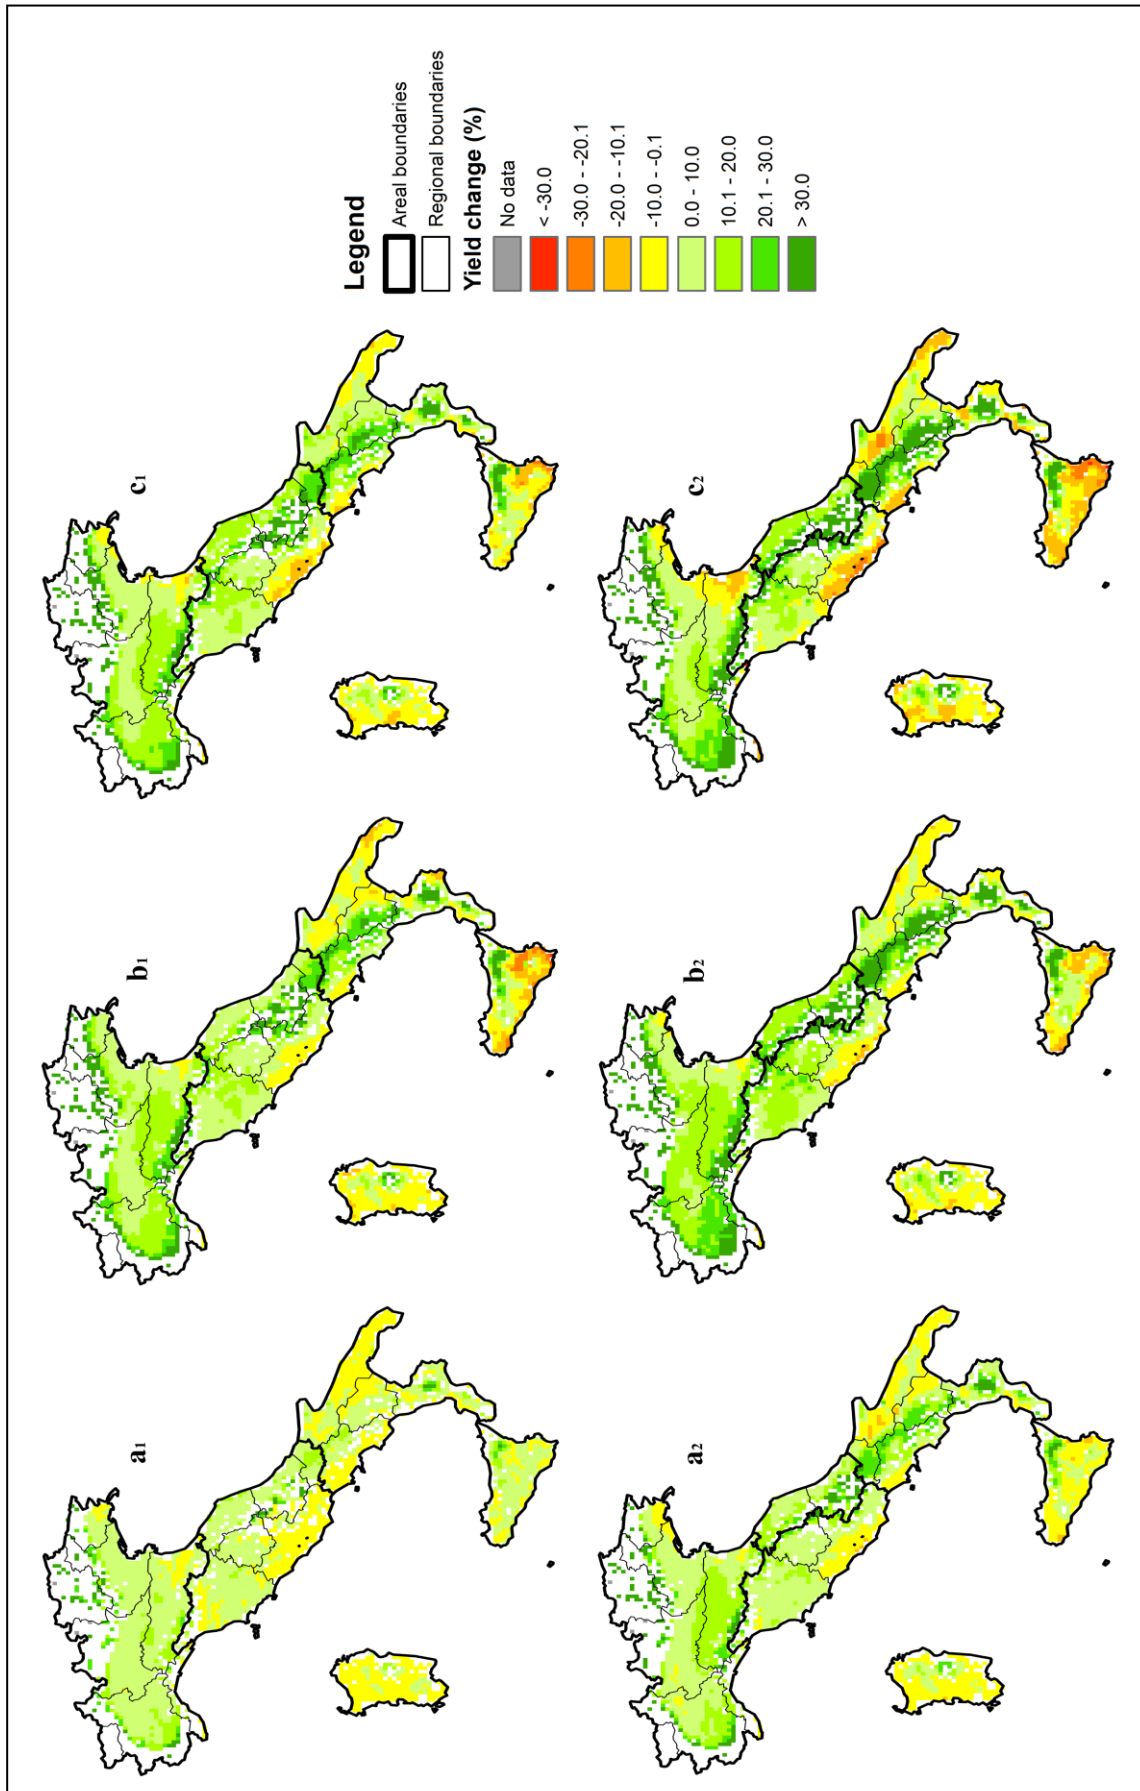 a1
b1
c1
a2
b2
c2
Legend
Areal boundaries
Regional boundaries
Yield change (%)
No data
< -30.0
-30.0 - -20.1
-20.0 - -10.1
-10.0 - -0.1
0.0 - 10.0
10.1 - 20.0
20.1 - 30.0
> 30.0